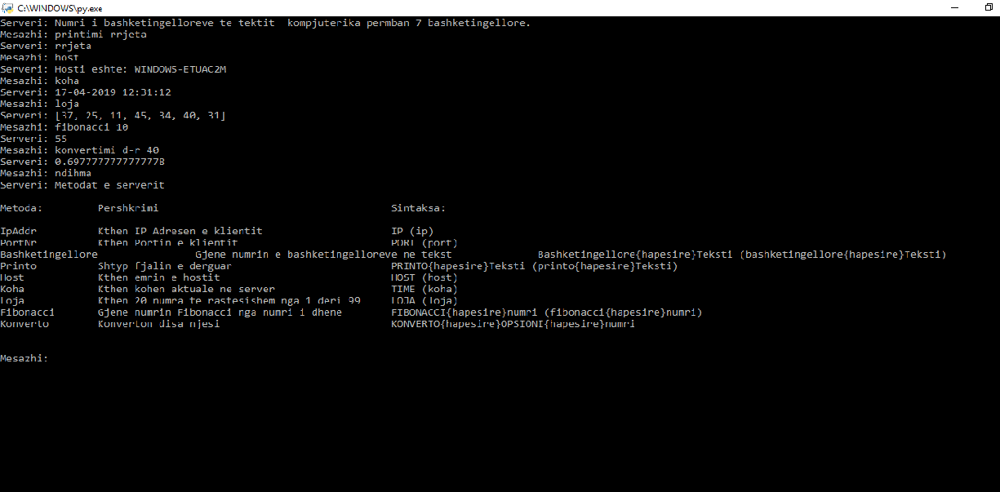 C:\WINDOWS\py.exe
Serveri: Numri i bashketingelloreve te tektit  kompjuterika permban 7 bashketingellore.
Mesazhi: printimi rrjeta
Serveri: rrjeta
Mesazhi: host
Serveri: Hosti eshte: WINDOWS-ETUAC2M
Mesazhi: koha
Serveri: 17-04-2019 12:31:12
Mesazhi: loja
Serveri: [37, 25, 11, 45, 34, 40, 31]
Mesazhi: fibonacci 10
Serveri: 55
Mesazhi: konvertimi d-r 40
Serveri: 0.6977777777777778
Mesazhi: ndihma
Serveri: Metodat e serverit
Metoda: Pershkrimi Sintaksa:
IpAddr Kthen IP Adresen e klientit IP (ip)
PortNr Kthen Portin e klientit PORT (port)
Bashketingellore Gjene numrin e bashketingelloreve ne tekst Bashketingellore{hapesire}Teksti (bashketingellore{hapesire}Teksti)
Printo Shtyp fjalin e derguar PRINTO{hapesire}Teksti (printo{hapesire}Teksti)
Host Kthen emrin e hostit HOST (host)
Koha Kthen kohen aktuale ne server TIME (koha)
Loja Kthen 20 numra te rastesishem nga 1 deri 99 LOJA (loja)
Fibonacci Gjene numrin Fibonacci nga numri i dhene FIBONACCI{hapesire}numri (fibonacci{hapesire}numri)
Konverto Konverton disa njesi KONVERTO{hapesire}OPSIONI{hapesire}numri
Mesazhi: